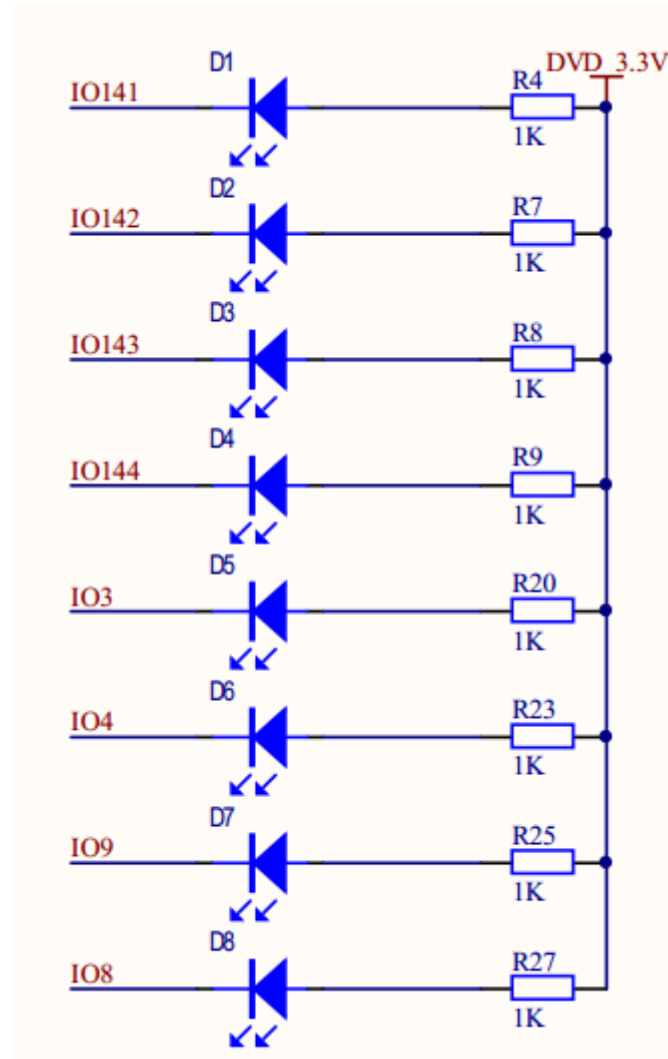 D1
DVD_3.3V
IO141
R4
1K
D2
IO142
R7
1K
D3
IO143
R8
1K
D4
IO144
R9
1K
D5
IO3
R20
1K
D6
IO4
R23
1K
D7
IO9
R25
1K
D8
IO8
R27
1K